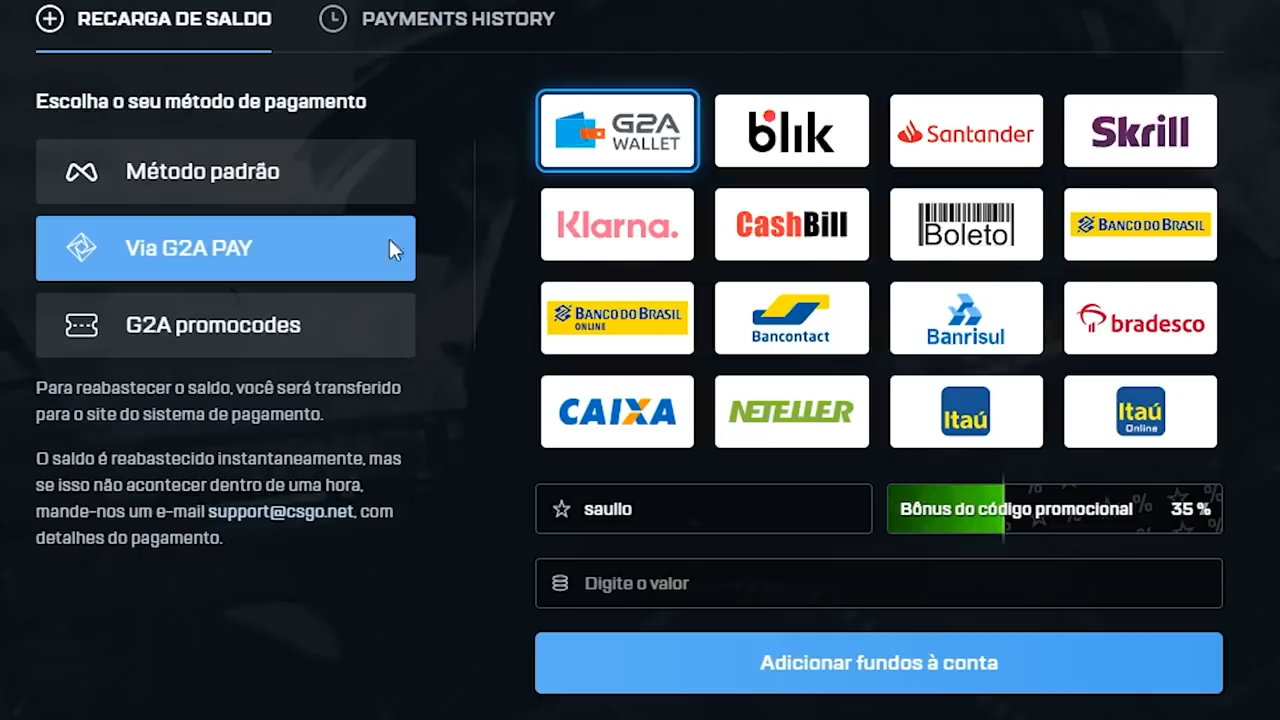 RECARGA DE SALDO
PAYMENTS HISTORY
Escolha o seu método de pagamento
Método padrão
Via G2A PAY
G2A promocodes
Para reabastecer o saldo, você será transferido
para o site do sistema de pagamento.
O saldo é reabastecido instantaneamente, mas
se isso não acontecer dentro de uma hora,
mande-nos um e-mail support@csgo.net, com
detalhes do pagamento.
G2A
WALLET
blik
Santander
Skrill
Klarna.
CashBill
Boleto
BANCO DO BRASIL
BANCO DO BRASIL
ONLINE
Bancontact
Banrisul
bradesco
CAIXA
NETELLER
Itaú
Itaú
Online
saullo
Bônus do código promocional
35 %
Digite o valor
Adicionar fundos à conta